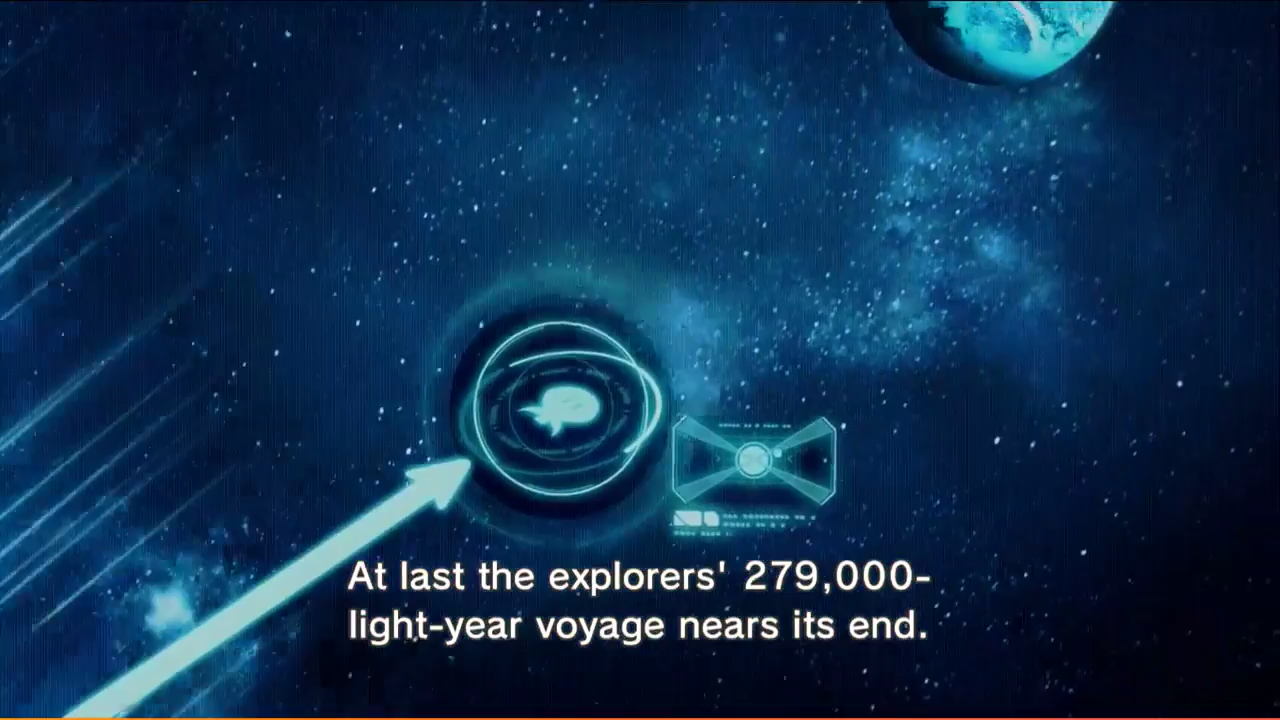 At last the explorers' 279,000-
light-year voyage nears its end.